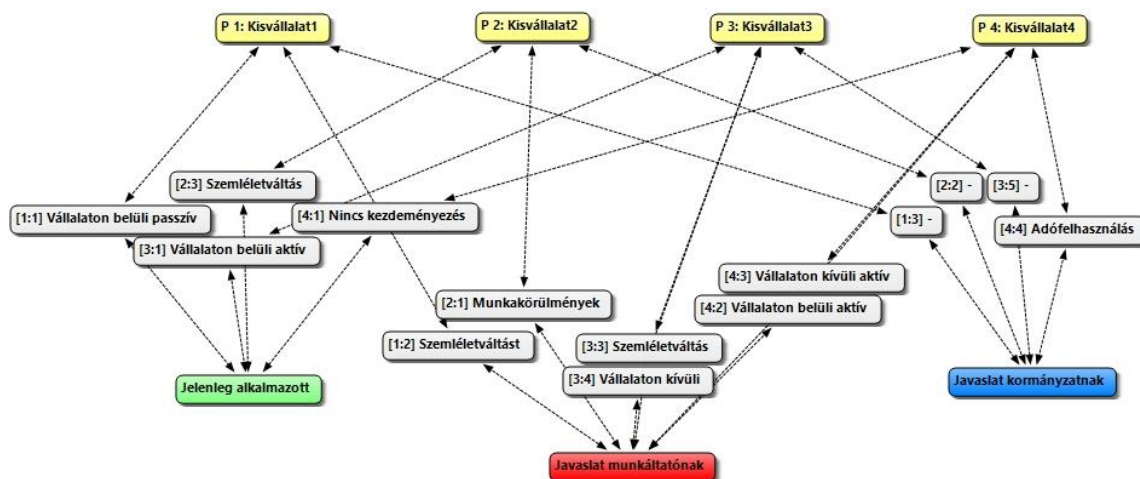 P 1: Kisvállalat1
P 2: Kisvállalat2
P 3: Kisvállalat3
P 4: Kisvállalat4
[2:3] Szemléletváltás
[2:2] -
[3:5] -
[1:1] Vállalaton belüli passzív
[4:1] Nincs kezdeményezés
[1:3] -
[4:4] Adófelhasználás
[3:1] Vállalaton belüli aktív
[4:3] Vállalaton kívüli aktív
[2:1] Munkakörülmények
[4:2] Vállalaton belüli aktív
[1:2] Szemléletváltást
[3:3] Szemléletváltás
[3:4] Vállalaton kívüli
Jelenleg alkalmazott
Javaslat kormányzatnak
Javaslat munkáltatónak